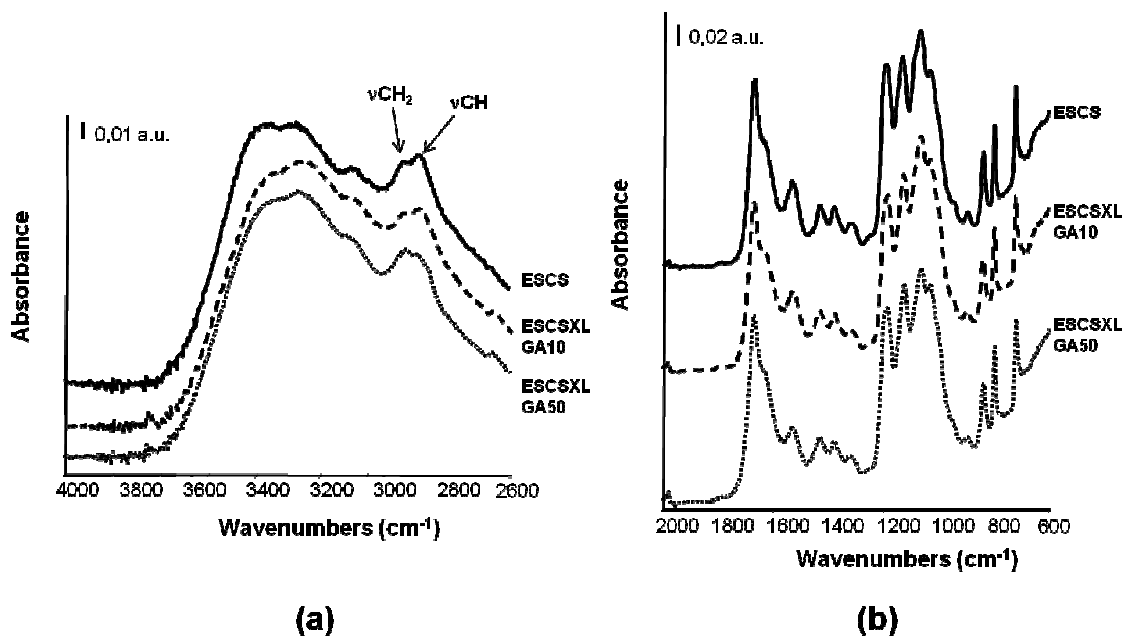 Absorbance
0,01 a.u.
νCH₂
νCH
ESCS
ESCSXL
GA10
ESCSXL
GA50
4000 3800 3600 3400 3200 3000 2800 2600
Wavenumbers (cm⁻¹)
(a)
Absorbance
0,02 a.u.
ESCS
ESCSXL
GA10
ESCSXL
GA50
2000 1800 1600 1400 1200 1000 800 600
Wavenumbers (cm⁻¹)
(b)